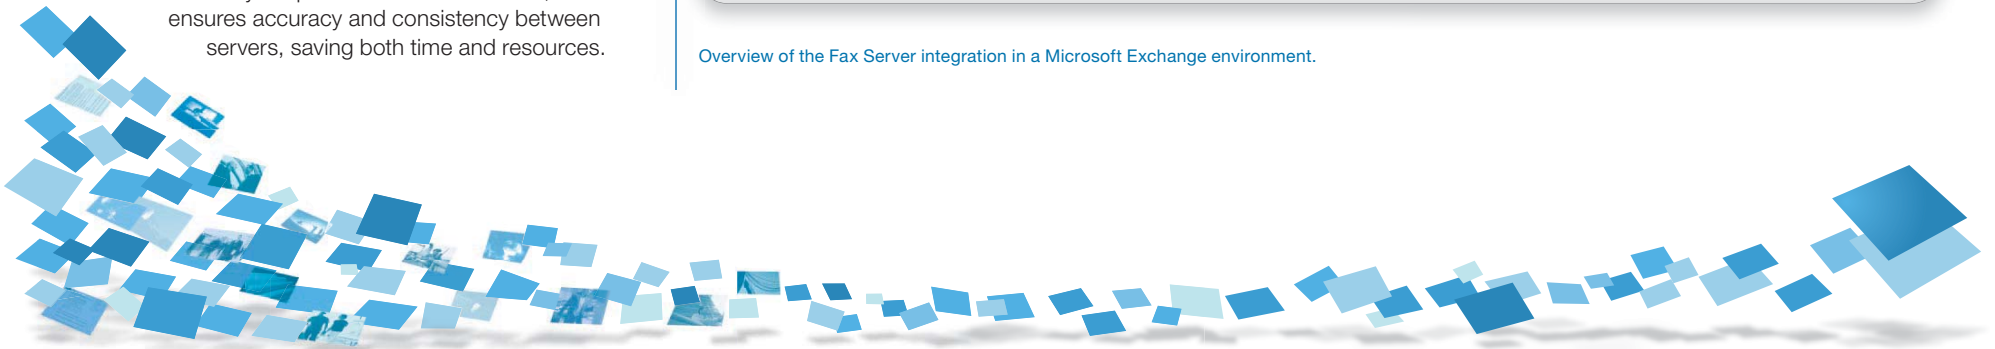 ensures accuracy and consistency between
servers, saving both time and resources.
Overview of the Fax Server integration in a Microsoft Exchange environment.